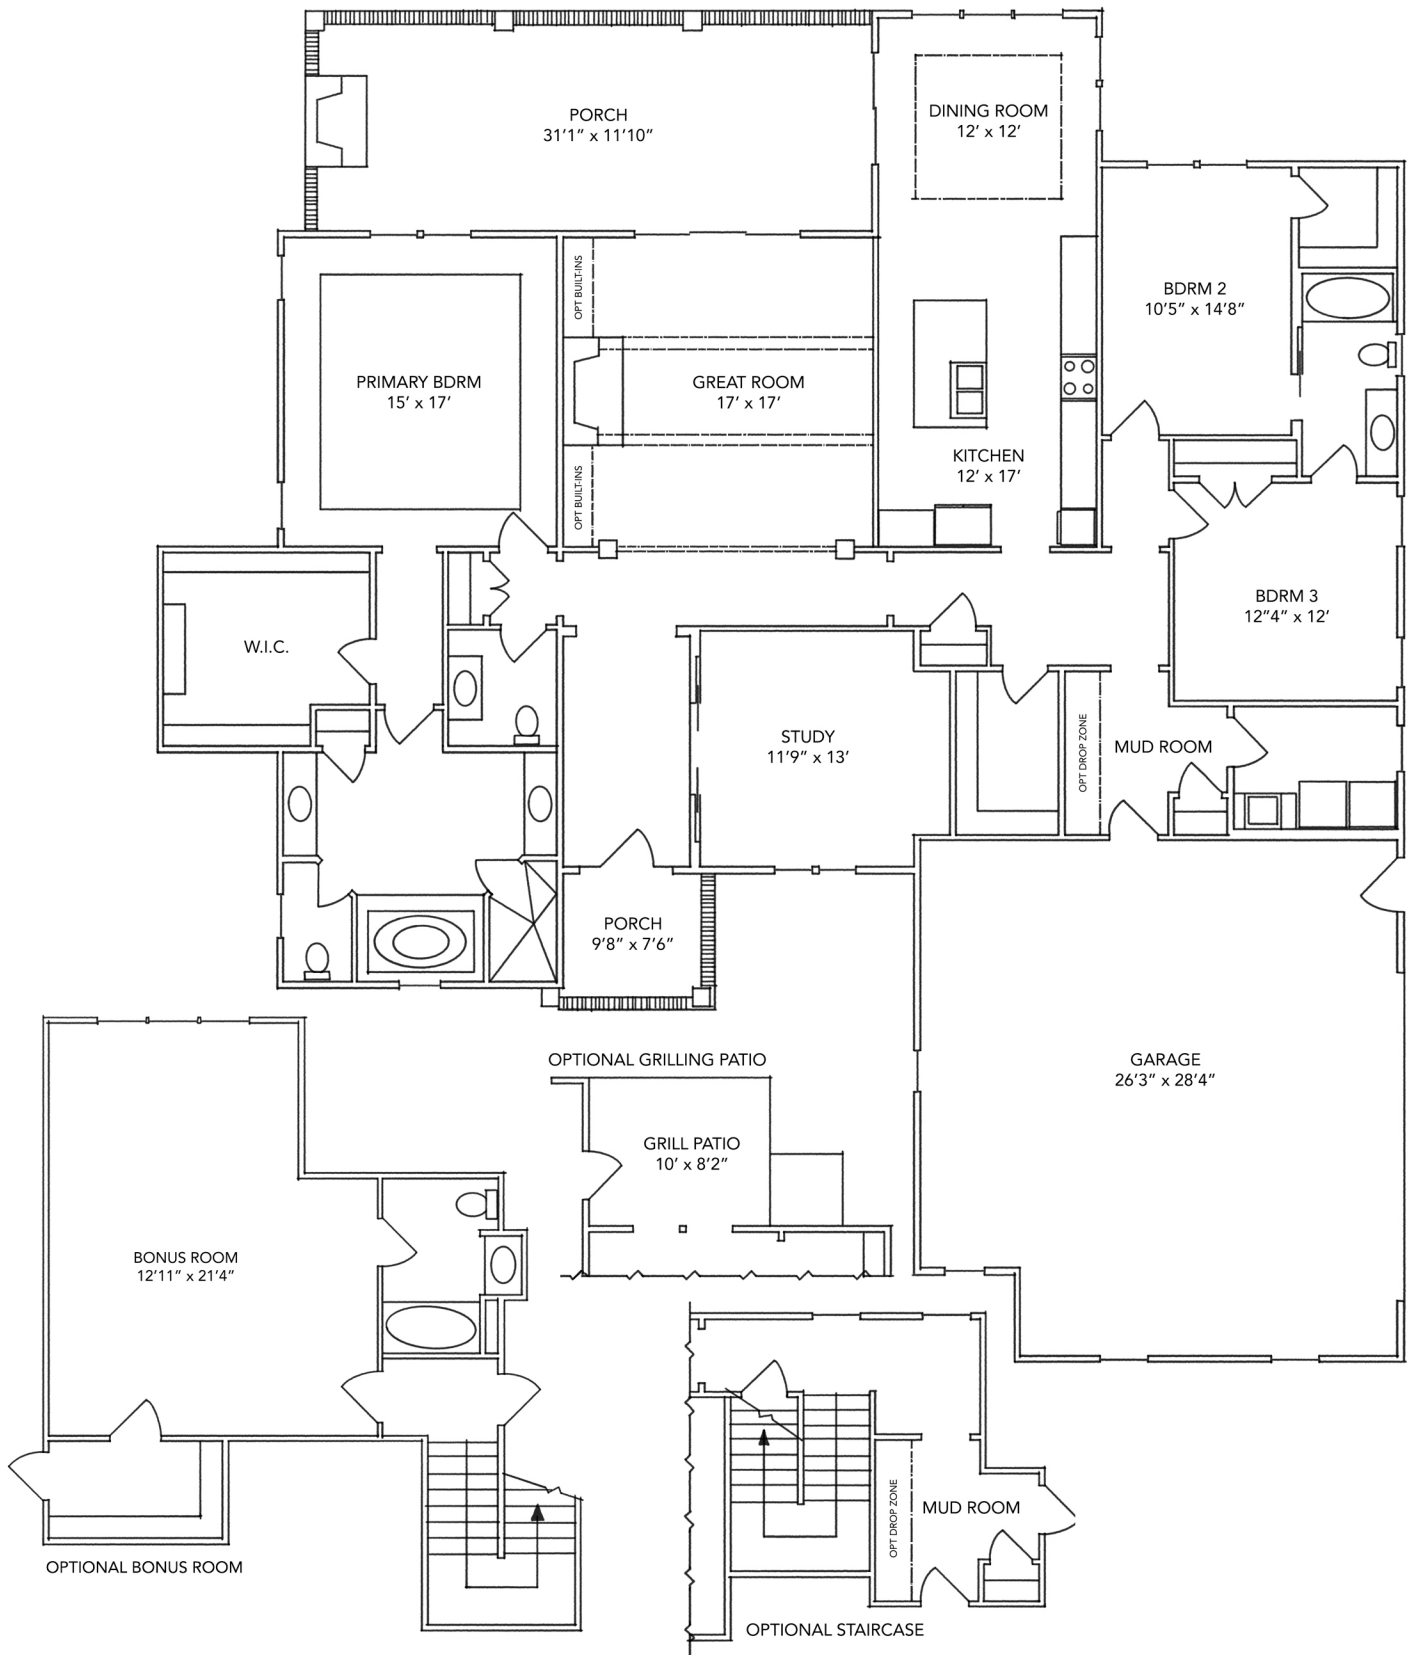 PORCH
31'1" x 11'10"
DINING ROOM
12' x 12'
BDRM 2
10'5" x 14'8"
OPT BUILT-INS
PRIMARY BDRM
15' x 17'
GREAT ROOM
17' x 17'
KITCHEN
12' x 17'
OPT BUILT-INS
BDRM 3
12"4" x 12'
W.I.C.
STUDY
11'9" x 13'
OPT DROP ZONE
MUD ROOM
PORCH
9'8" x 7'6"
GARAGE
26'3" x 28'4"
OPTIONAL GRILLING PATIO
GRILL PATIO
10' x 8'2"
BONUS ROOM
12'11" x 21'4"
OPTIONAL BONUS ROOM
OPT DROP ZONE
MUD ROOM
OPTIONAL STAIRCASE